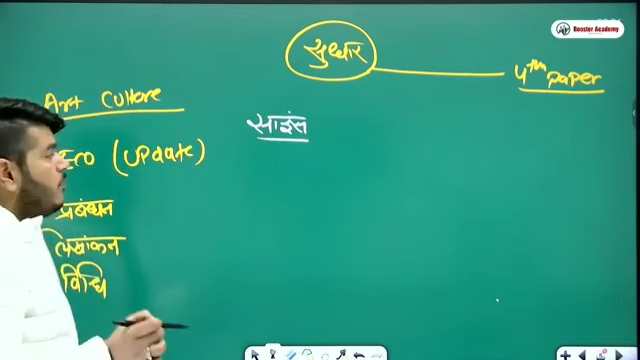 Booster Academy
सुधार
4th paper
Art Culture
साइंस
(Update)
प्रबंधन
लेखांकन
विधि